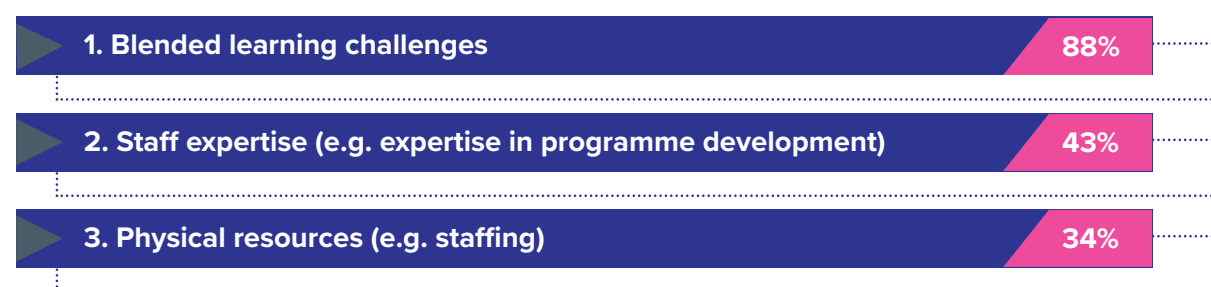 1. Blended learning challenges 88%
2. Staff expertise (e.g. expertise in programme development) 43%
3. Physical resources (e.g. staffing) 34%